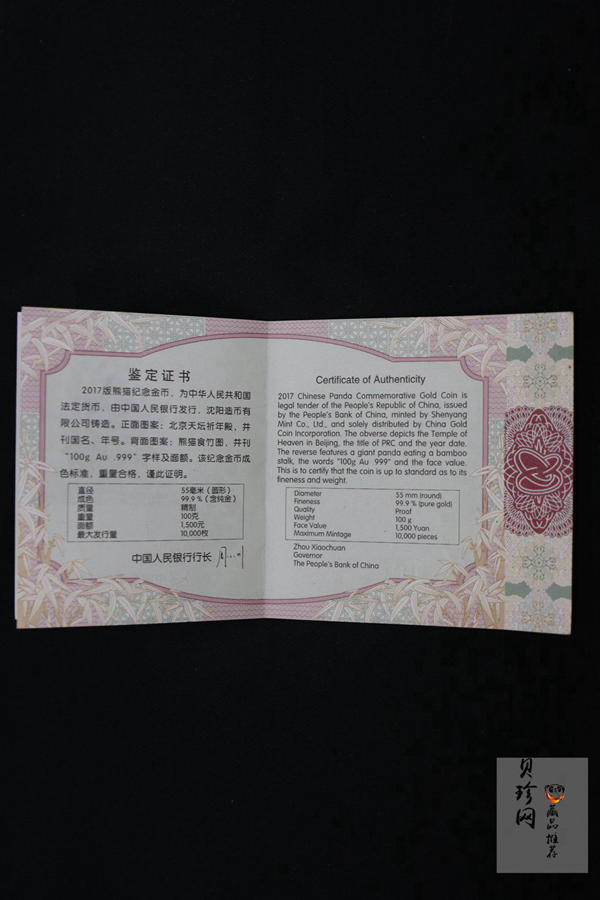 鉴定证书
2017版熊猫纪念金币，为中华人民共和国
法定货币，由中国人民银行发行，沈阳造币有
限公司铸造。正面图案：北京天坛祈年殿，并
刊国名、年号。背面图案：熊猫食竹图，并刊
“100g Au .999”字样及面额。该纪念金币成
色标准，重量合格，谨此证明。
直径 55毫米（圆形）
成色 99.9％（含纯金）
质量 精制
重量 100克
面额 1,500元
最大发行量 10,000枚
中国人民银行行长
Certificate of Authenticity
2017 Chinese Panda Commemorative Gold Coin is
legal tender of the People's Republic of China, issued
by the People's Bank of China, minted by Shenyang
Mint Co., Ltd., and solely distributed by China Gold
Coin Incorporation. The obverse depicts the Temple of
Heaven in Beijing, the title of PRC and the year date.
The reverse features a giant panda eating a bamboo
stalk, the words "100g Au .999" and the face value.
This is to certify that the coin is up to standard as to its
fineness and weight.
Diameter 55 mm (round)
Fineness 99.9 % (pure gold)
Quality Proof
Weight 100 g
Face Value 1,500 Yuan
Maximum Mintage 10,000 pieces
Zhou Xiaochuan
Governor
The People's Bank of China
贝珍网
藏品推荐